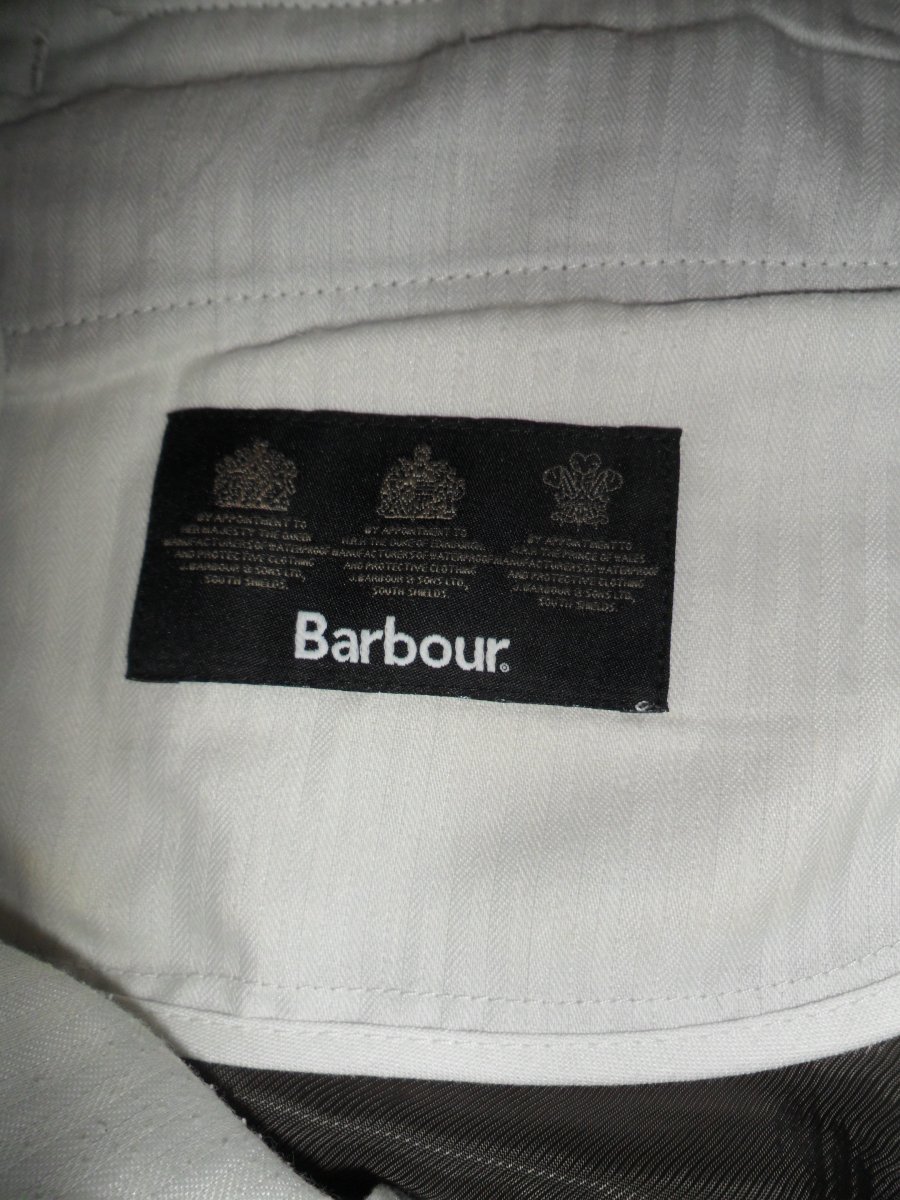 BY APPOINTMENT TO
HER MAJESTY THE QUEEN
MANUFACTURERS OF WATERPROOF
AND PROTECTIVE CLOTHING
J.BARBOUR & SONS LTD,
SOUTH SHIELDS.
BY APPOINTMENT TO
H.R.H. THE DUKE OF EDINBURGH
MANUFACTURERS OF WATERPROOF
AND PROTECTIVE CLOTHING
J.BARBOUR & SONS LTD,
SOUTH SHIELDS.
BY APPOINTMENT TO
H.R.H. THE PRINCE OF WALES
MANUFACTURERS OF WATERPROOF
AND PROTECTIVE CLOTHING
J.BARBOUR & SONS LTD,
SOUTH SHIELDS.
Barbour®